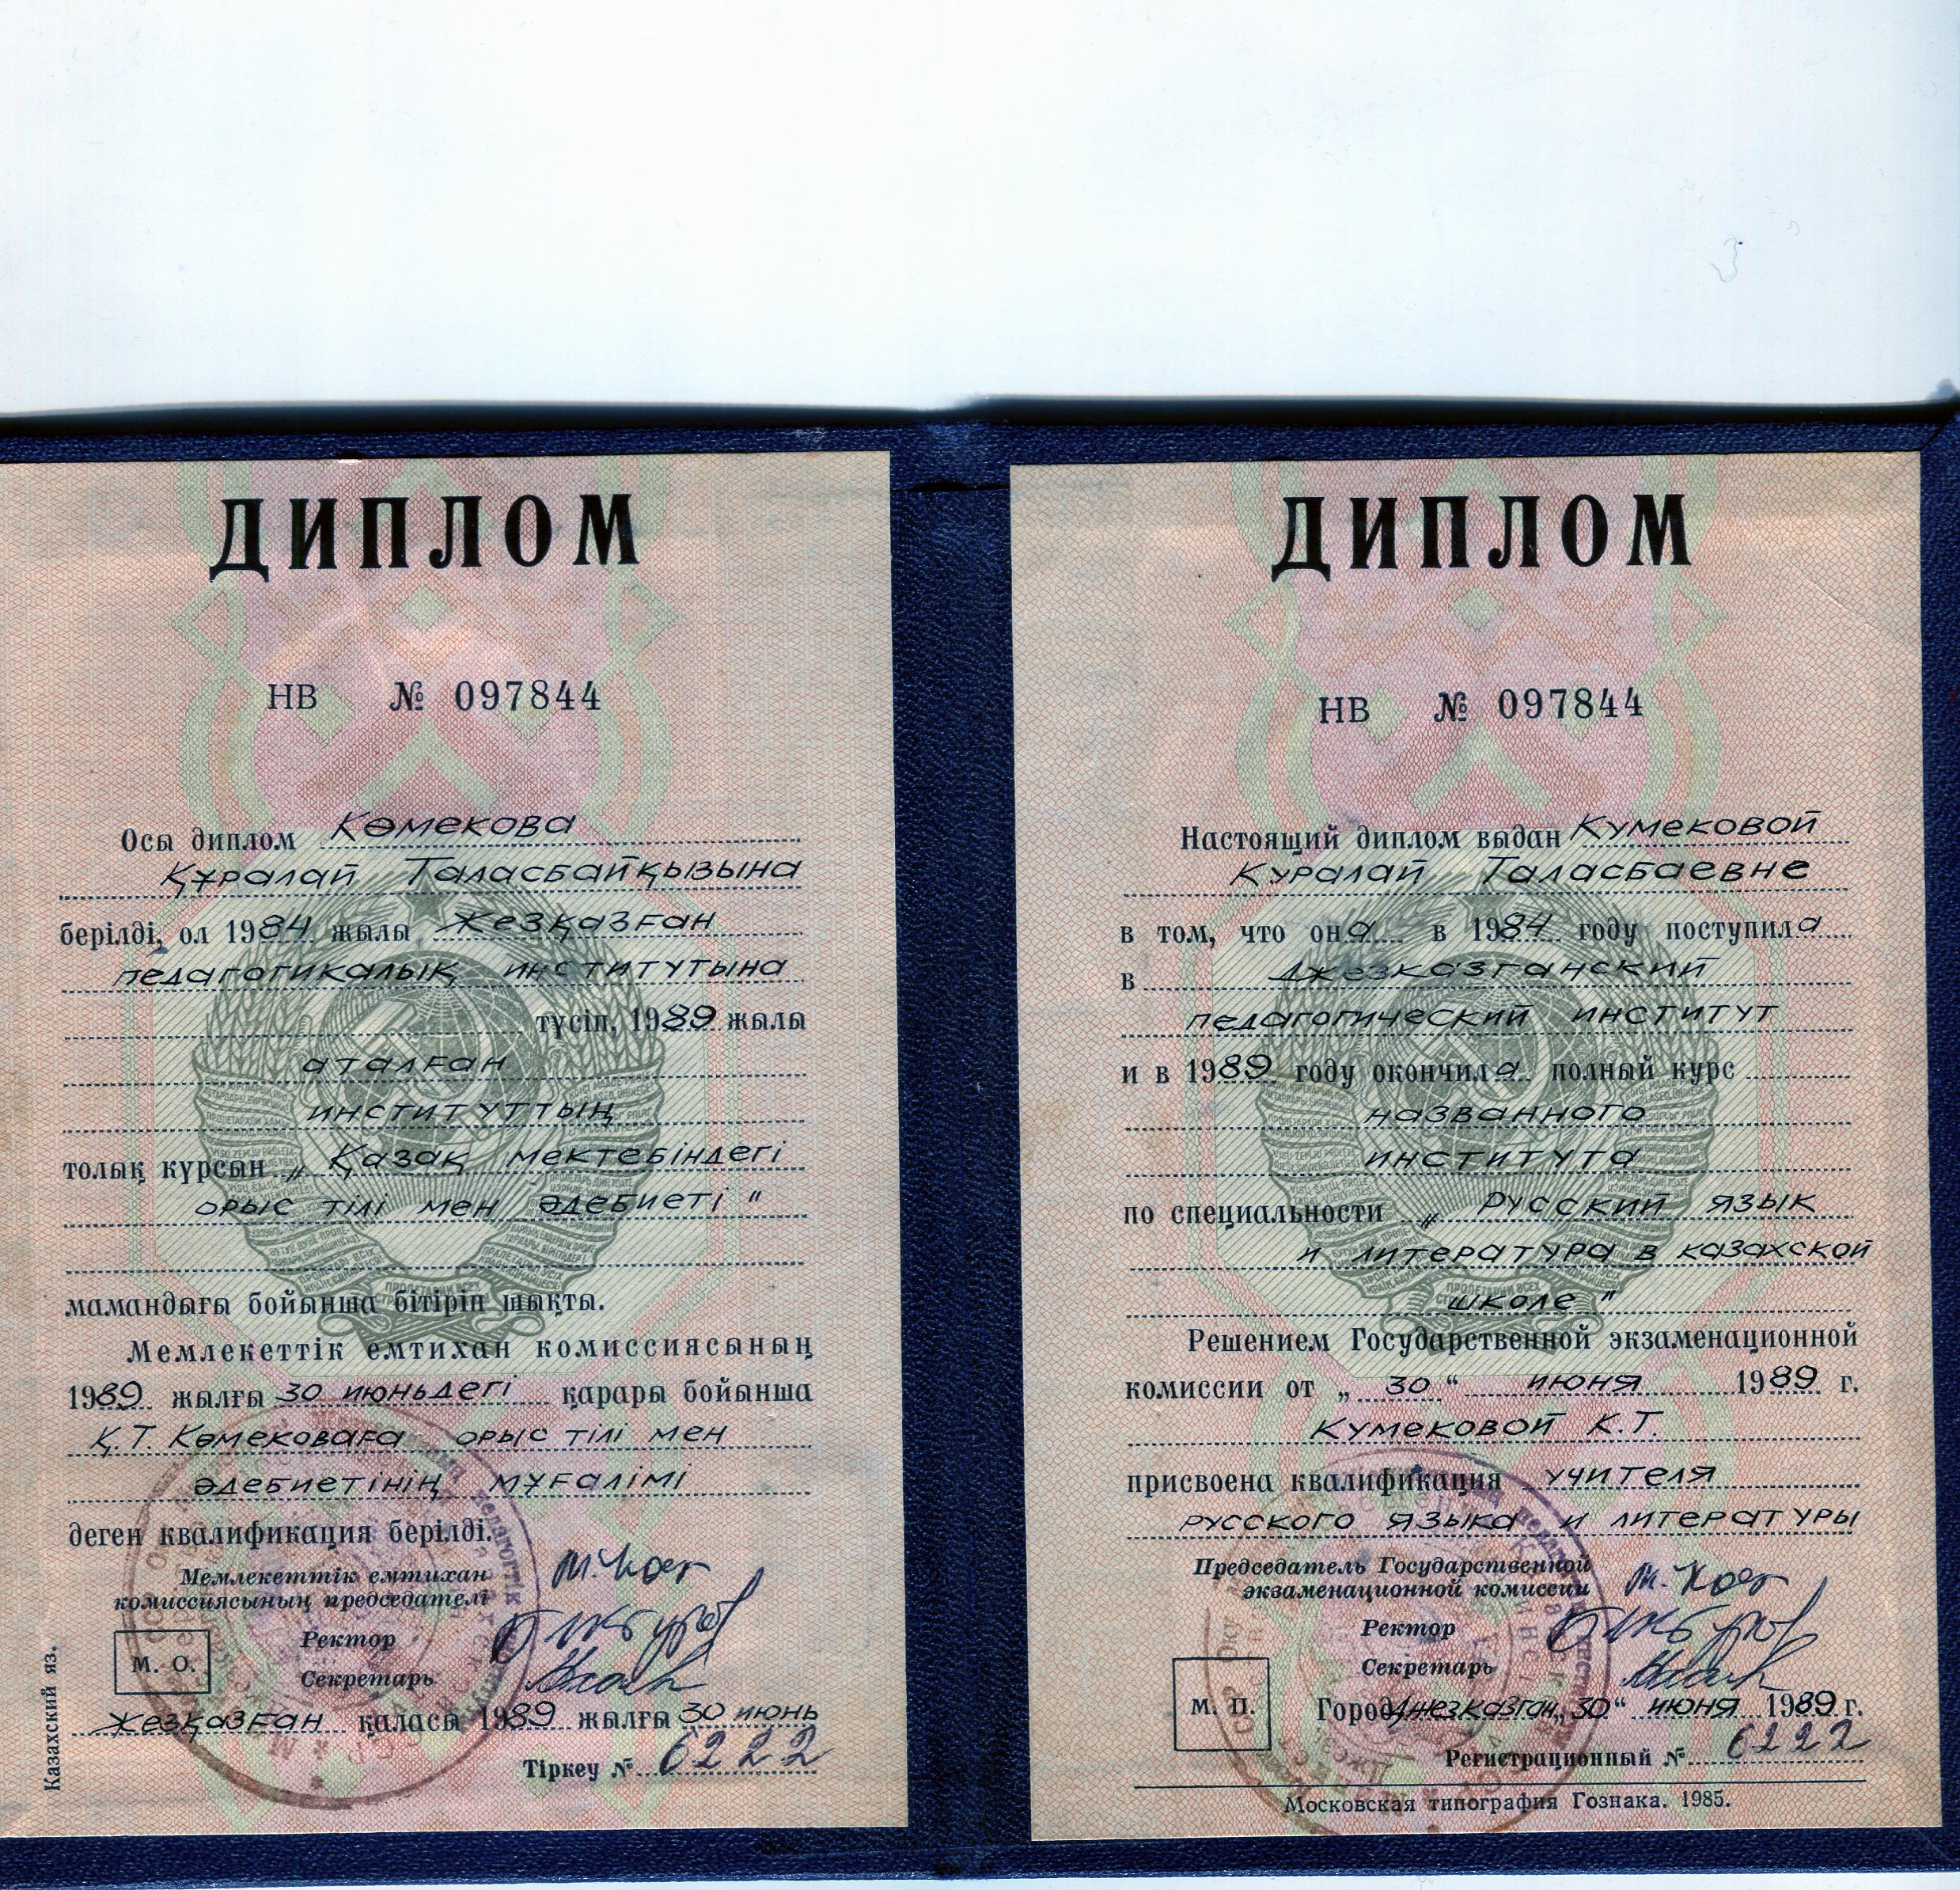 ДИПЛОМ
НВ № 097844
Осы диплом Көмекова
Құралай Таласбайқызына
берілді, ол 1984 жылы Жезқазған
педагогикалық институтына
түсіп, 1989 жылы
аталған
институттың
толық курсын „Қазақ мектебіндегі
орыс тілі мен әдебиеті"
мамандығы бойынша бітіріп шықты.
Мемлекеттік емтихан комиссиясының
1989 жылғы 30 июньдегі қарары бойынша
Қ.Т. Көмековаға орыс тілі мен
әдебиетінің мұғалімі
деген квалификация берілді.
Мемлекеттік емтихан
комиссиясының председателі
Ректор
М. О.
Секретарь
Жезқазған қаласы 1989 жылғы 30 июнь
Тіркеу № 6222
Казахский яз.
ДИПЛОМ
НВ № 097844
Настоящий диплом выдан Кумековой
Куралай Таласбаевне
в том, что она в 1984 году поступила
в Джезказганский
педагогический институт
и в 1989 году окончила полный курс
названного
института
по специальности „Русский язык
и литература в казахской
школе"
Решением Государственной экзаменационной
комиссии от „30" июня 1989 г.
Кумековой К.Т.
присвоена квалификация учителя
русского языка и литературы
Председатель Государственной
экзаменационной комиссии
Ректор
Секретарь
М. П.
Город Джезказган „30" июня 1989 г.
Регистрационный № 6222
Московская типография Гознака. 1985.